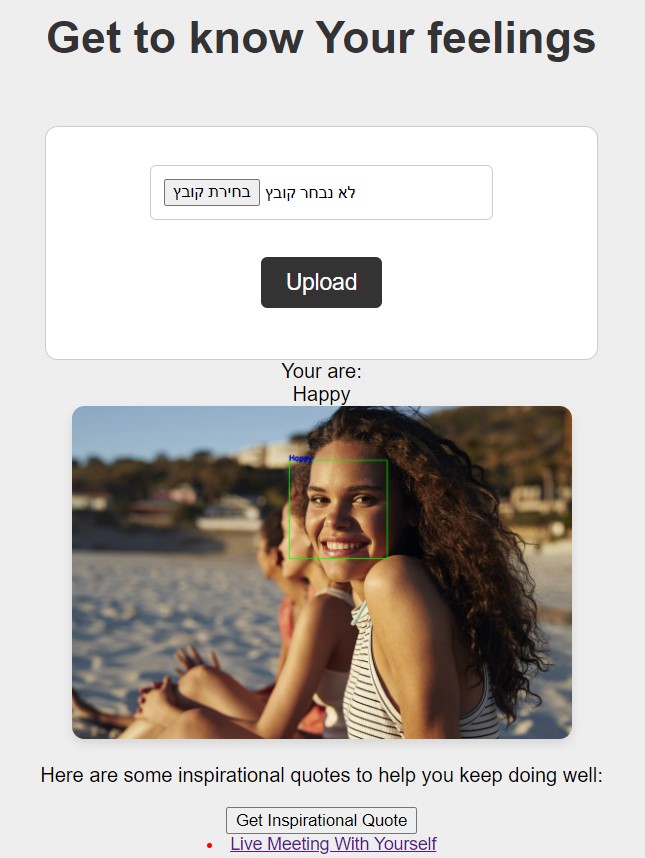 Get to know Your feelings
בחירת קובץ לא נבחר קובץ
Upload
Your are:
Happy
Happy
Here are some inspirational quotes to help you keep doing well:
Get Inspirational Quote
Live Meeting With Yourself